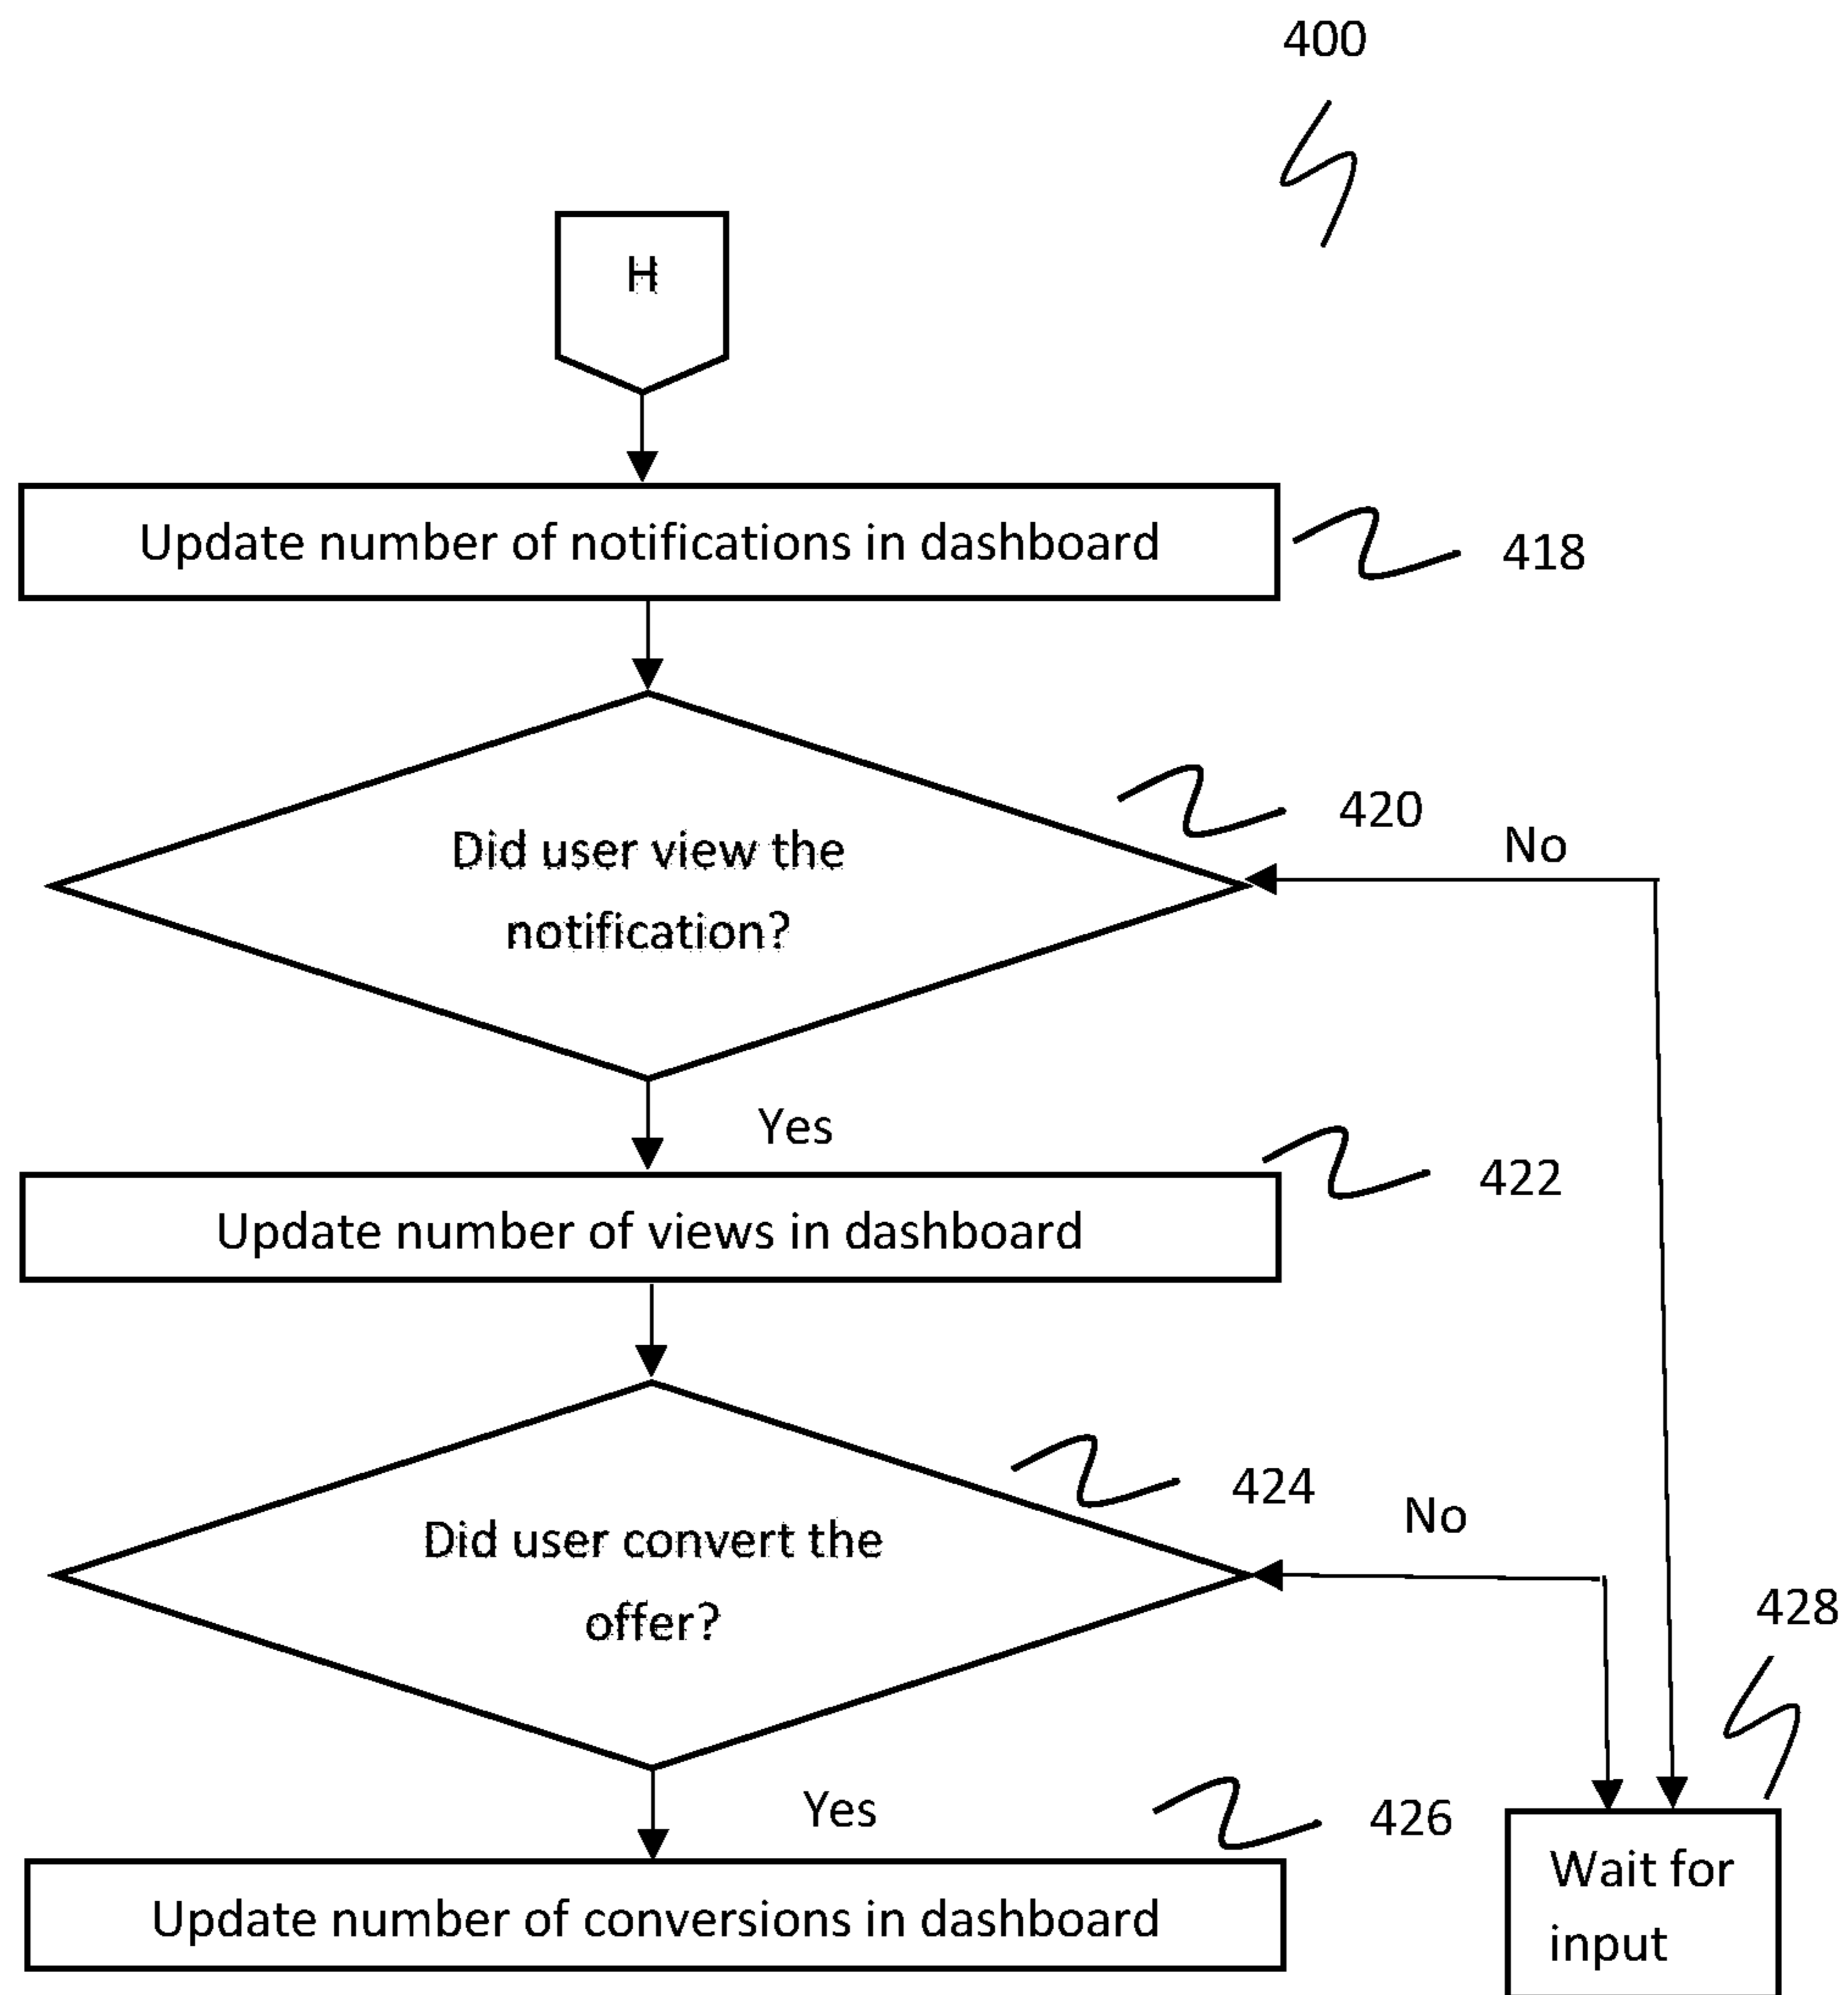 400
H
Update number of notifications in dashboard
418
420
No
Did user view the
notification?
Yes
422
Update number of views in dashboard
424
No
Did user convert the
offer?
428
Yes
426
Wait for
input
Update number of conversions in dashboard